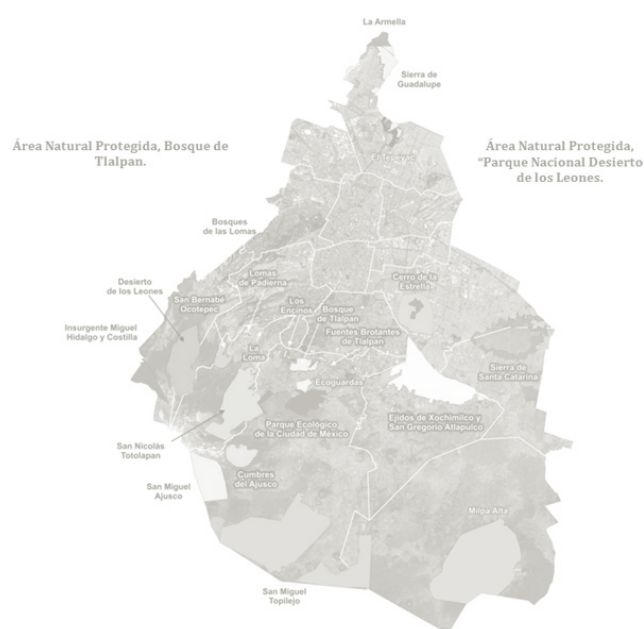 La Armella
Sierra de
Guadalupe
Área Natural Protegida, Bosque de
Tlalpan.
Área Natural Protegida,
“Parque Nacional Desierto
de los Leones.
El Tepeyac
Bosques
de las Lomas
Desierto
de los Leones
Lomas
de Padierna
Cerro de la
Estrella
San Bernabé
Ocotepec
Los
Encinos
Bosque
de Tlalpan
Insurgente Miguel
Hidalgo y Costilla
Fuentes Brotantes
de Tlalpan
La
Loma
Sierra de
Santa Catarina
Ecoguardas
Parque Ecológico
de la Ciudad de México
Ejidos de Xochimilco y
San Gregorio Atlapulco
San Nicolás
Totolapan
Cumbres
del Ajusco
San Miguel
Ajusco
Milpa Alta
San Miguel
Topilejo